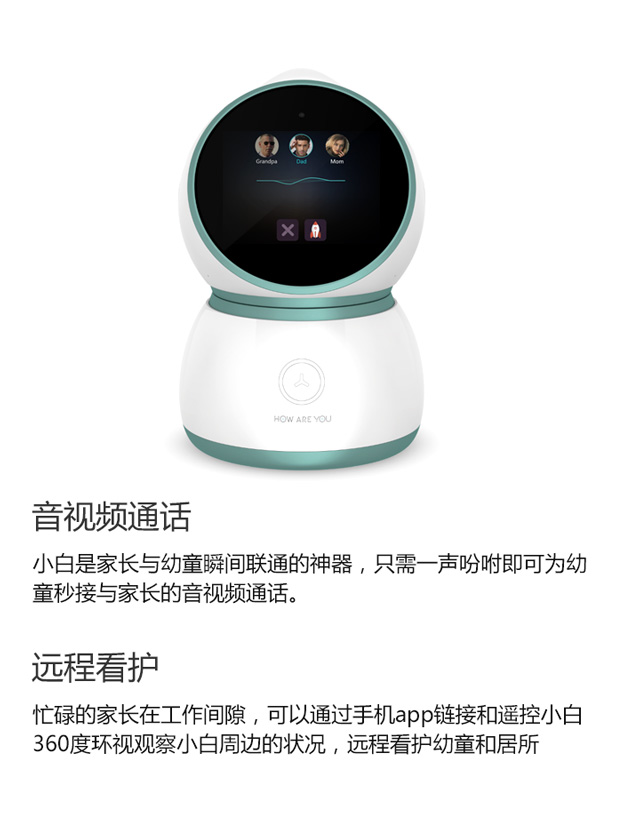 Grandpa Dad Mom
HOW ARE YOU
音视频通话
小白是家长与幼童瞬间联通的神器，只需一声吩咐即可为幼
童秒接与家长的音视频通话。
远程看护
忙碌的家长在工作间隙，可以通过手机app链接和遥控小白
360度环视观察小白周边的状况，远程看护幼童和居所